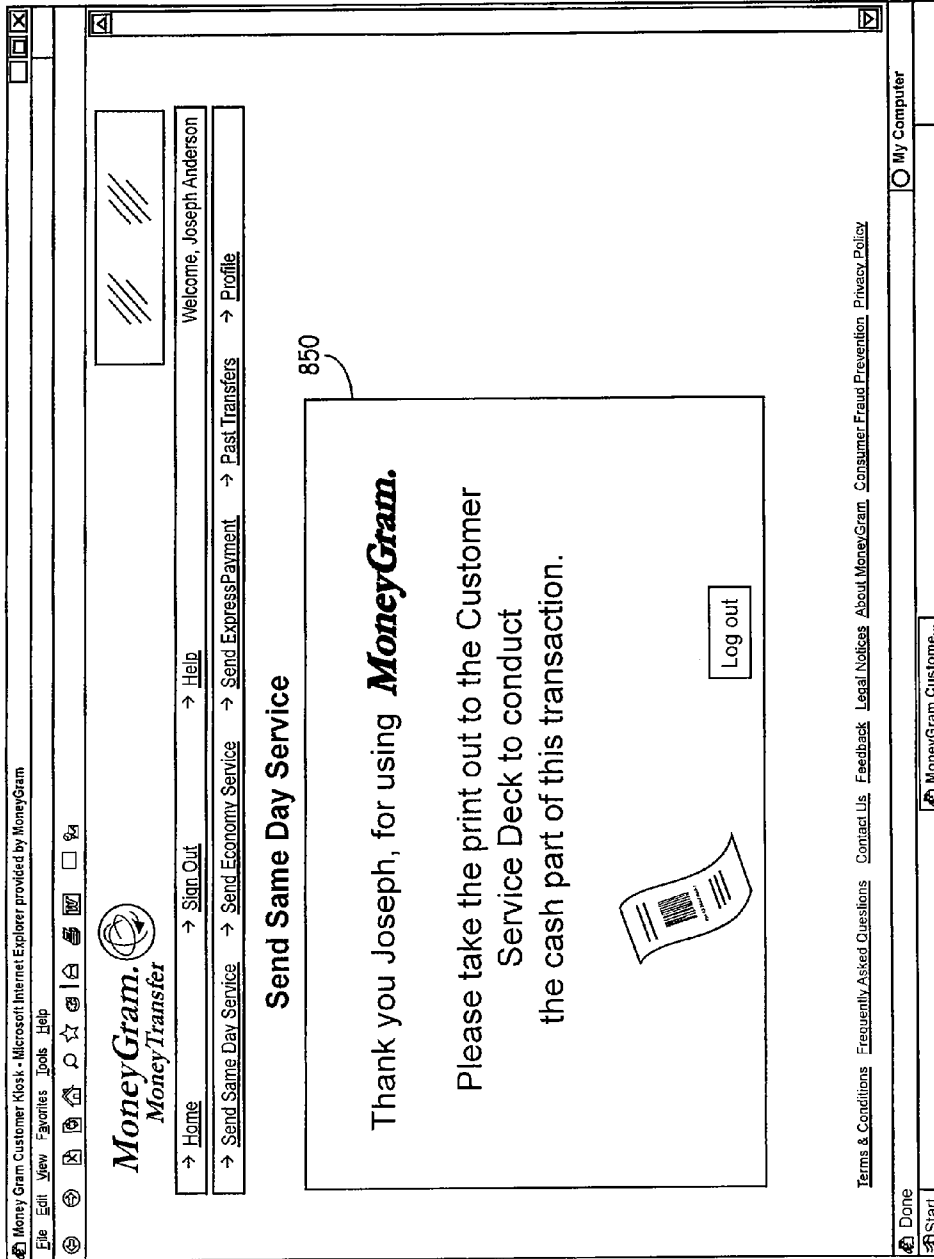 Money Gram Customer Kiosk - Microsoft Internet Explorer provided by MoneyGram
File Edit View Favorites Tools Help
MoneyGram.
MoneyTransfer
→ Home → Sign Out → Help Welcome, Joseph Anderson
→ Send Same Day Service → Send Economy Service → Send ExpressPayment → Past Transfers → Profile
Send Same Day Service
850
Thank you Joseph, for using MoneyGram.
Please take the print out to the Customer
Service Deck to conduct
the cash part of this transaction.
Log out
Terms & Conditions Frequently Asked Questions Contact Us Feedback Legal Notices About MoneyGram Consumer Fraud Prevention Privacy Policy
Done My Computer
Start MoneyGram Custome...